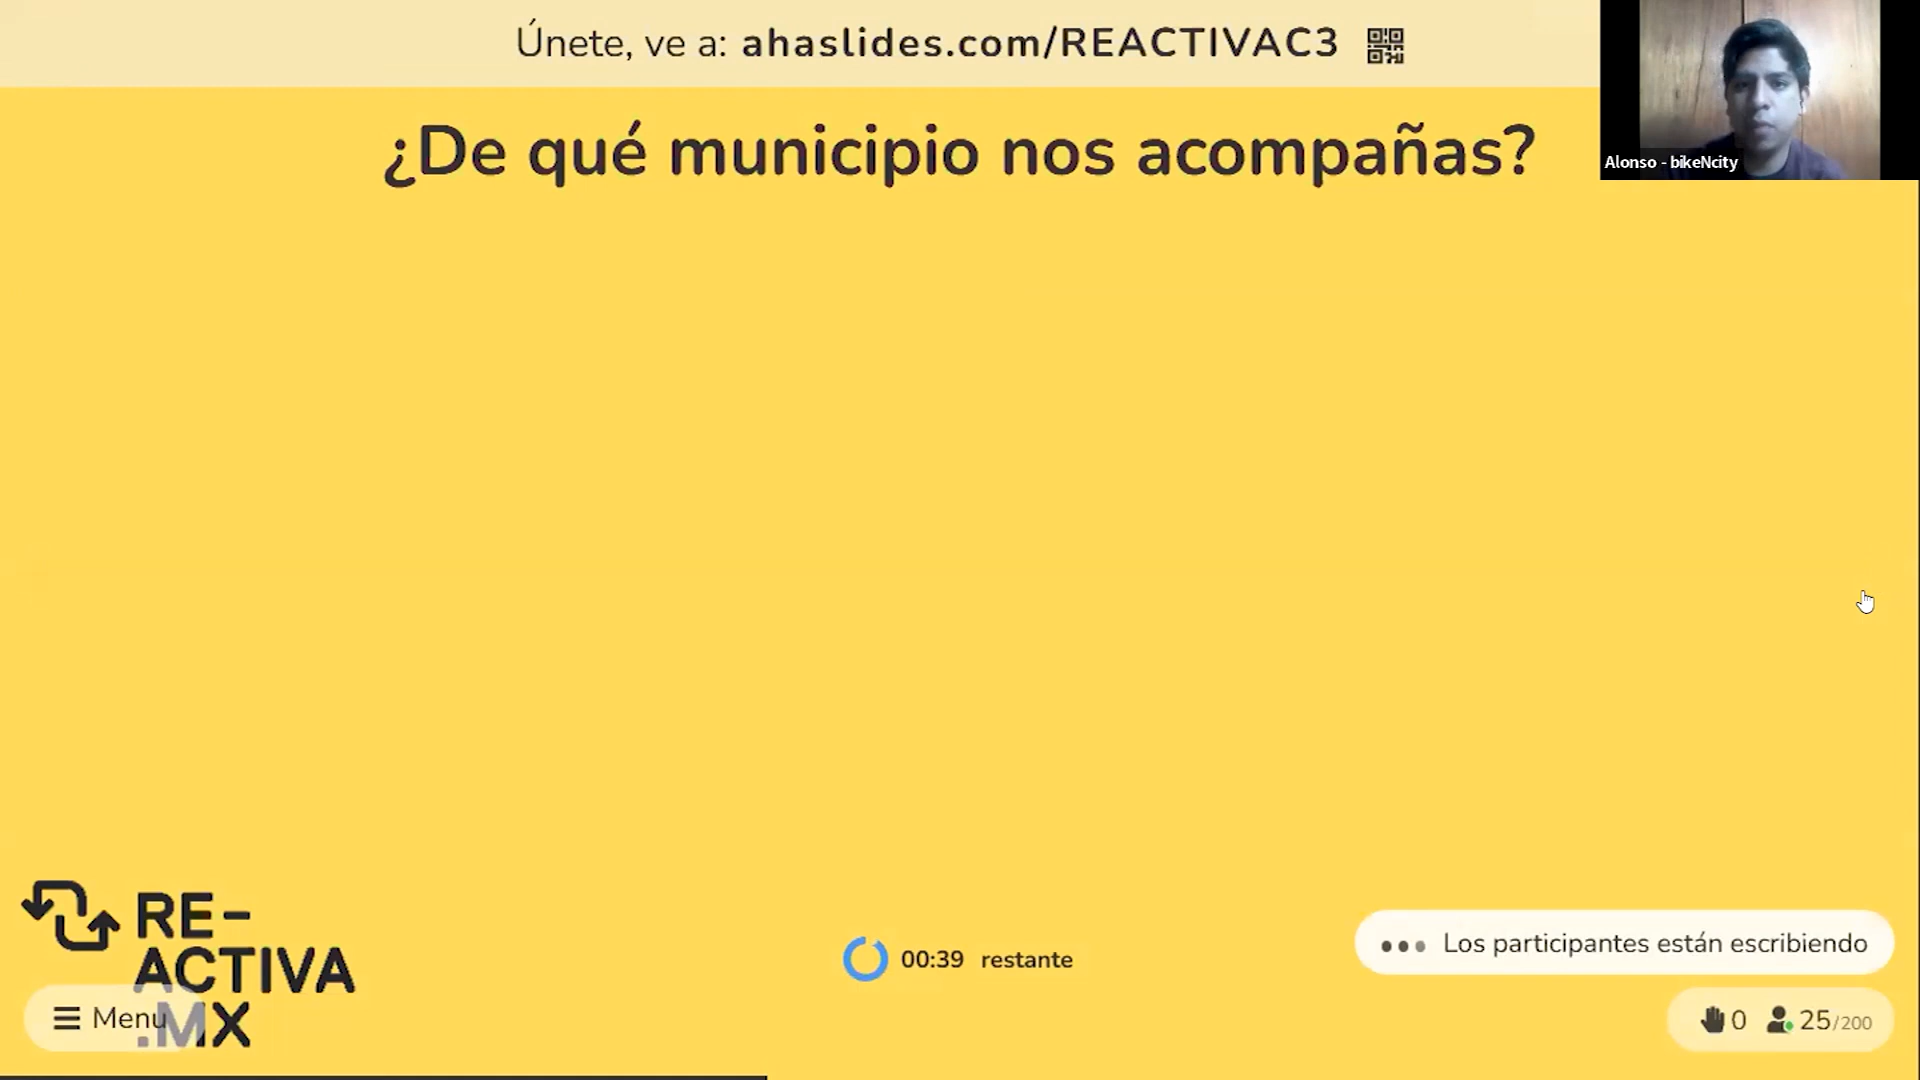 Únete, ve a: ahaslides.com/REACTIVAC3
¿De qué municipio nos acompañas?
Alonso - bikeNcity
RE-
ACTIVA
.MX
Menu
00:39 restante
Los participantes están escribiendo
0 25/200